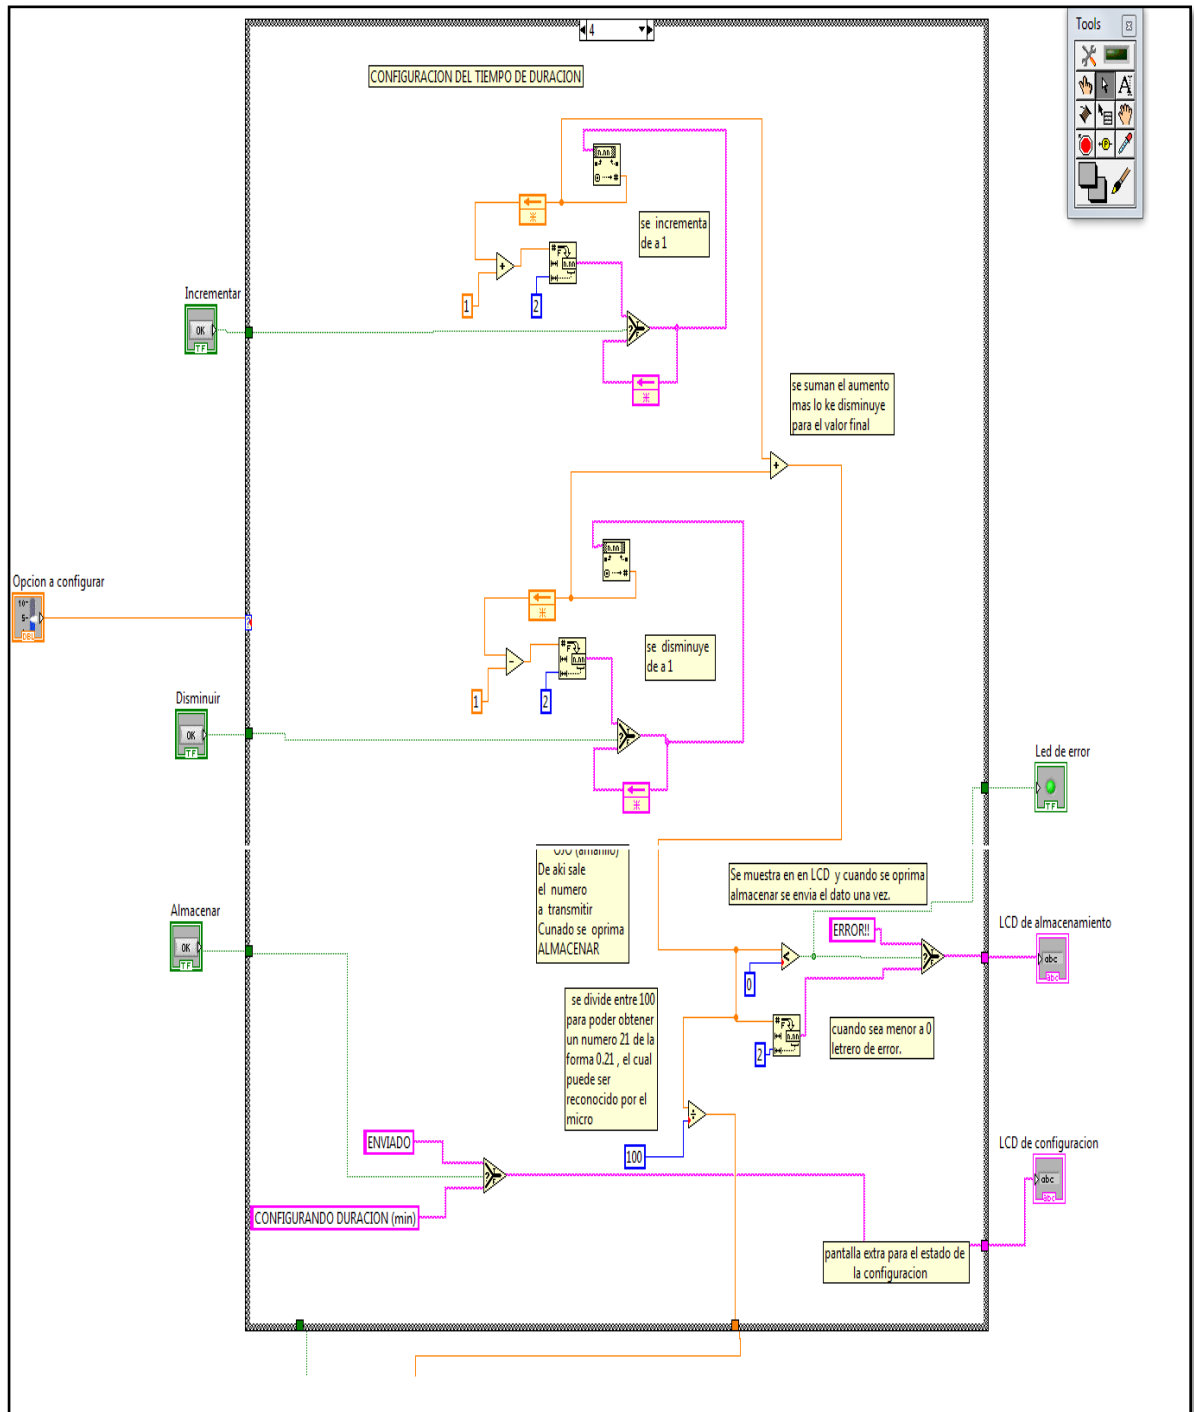 4
Tools
CONFIGURACION DEL TIEMPO DE DURACION
se incrementa
de a 1
1
2
Incrementar
OK
TF
se suman el aumento
mas lo ke disminuye
para el valor final
Opcion a configurar
10
5
DBL
se disminuye
de a 1
1
2
Disminuir
OK
TF
Led de error
TF
OJO (amarillo)
De aki sale
el numero
a transmitir
Cunado se oprima
ALMACENAR
Se muestra en en LCD y cuando se oprima
almacenar se envia el dato una vez.
Almacenar
OK
TF
ERROR!!
LCD de almacenamiento
abc
abc
0
se divide entre 100
para poder obtener
un numero 21 de la
forma 0.21 , el cual
puede ser
reconocido por el
micro
2
cuando sea menor a 0
letrero de error.
ENVIADO
100
LCD de configuracion
abc
abc
CONFIGURANDO DURACION (min)
pantalla extra para el estado de
la configuracion